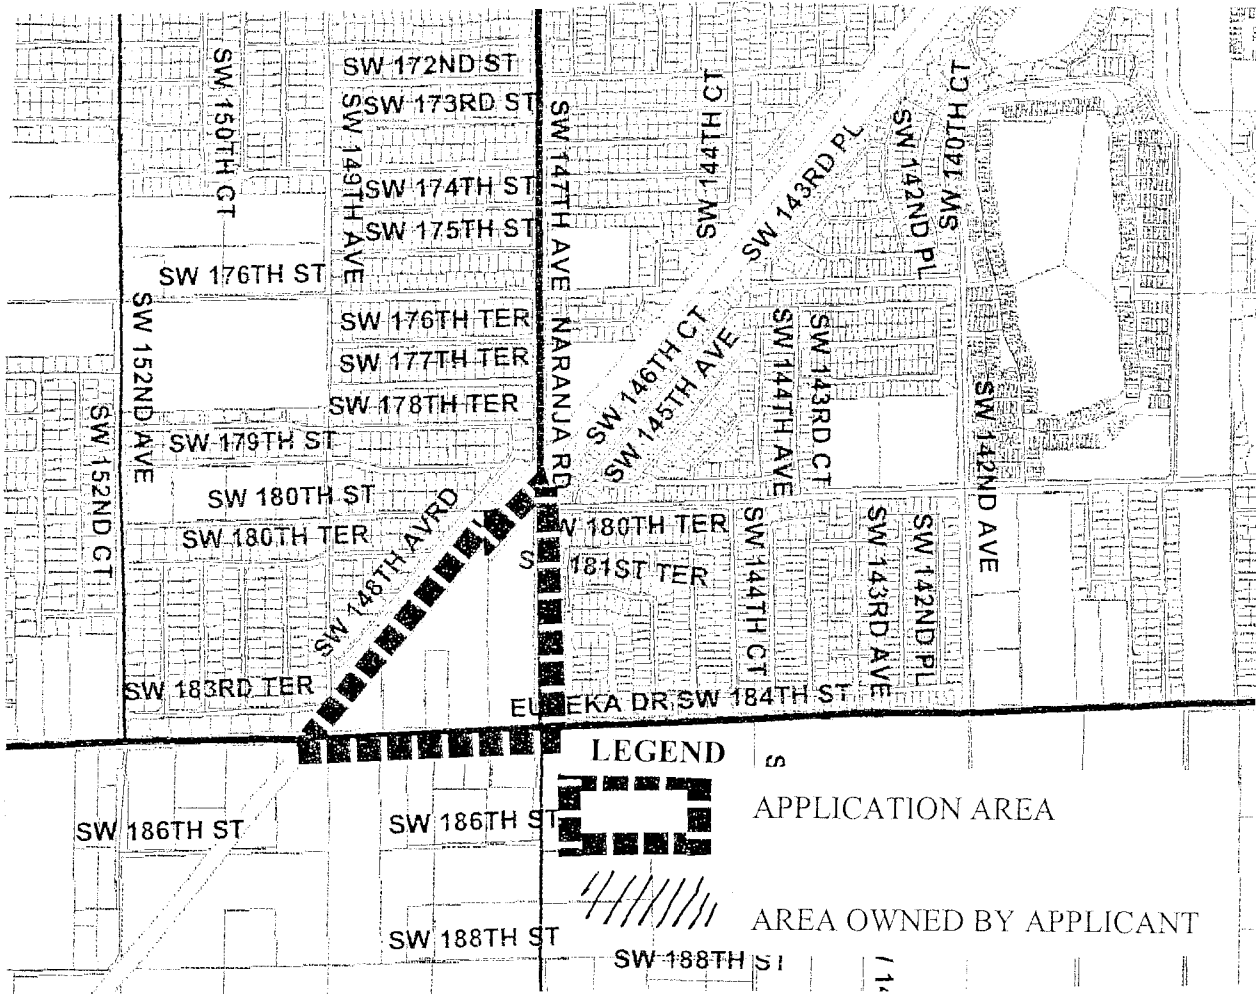 SW 172ND ST
SW 173RD ST
SW 150TH CT
SW 149TH AVE
SW 147TH AVE
NARANJA RD
SW 144TH CT
SW 143RD PL
SW 142ND PL
SW 140TH CT
SW 174TH ST
SW 175TH ST
SW 176TH ST
SW 152ND AVE
SW 176TH TER
SW 177TH TER
SW 178TH TER
SW 146TH CT
SW 145TH AVE
SW 144TH AVE
SW 143RD CT
SW 142ND AVE
SW 152ND CT
SW 179TH ST
SW 180TH ST
SW 180TH TER
SW 148TH AVRD
W 180TH TER
S 181ST TER
SW 144TH CT
SW 143RD AVE
SW 142ND PL
SW 183RD TER
EU EKA DR SW 184TH ST
LEGEND
S
SW 186TH ST
SW 186TH ST
APPLICATION AREA
AREA OWNED BY APPLICANT
SW 188TH ST
SW 188TH ST